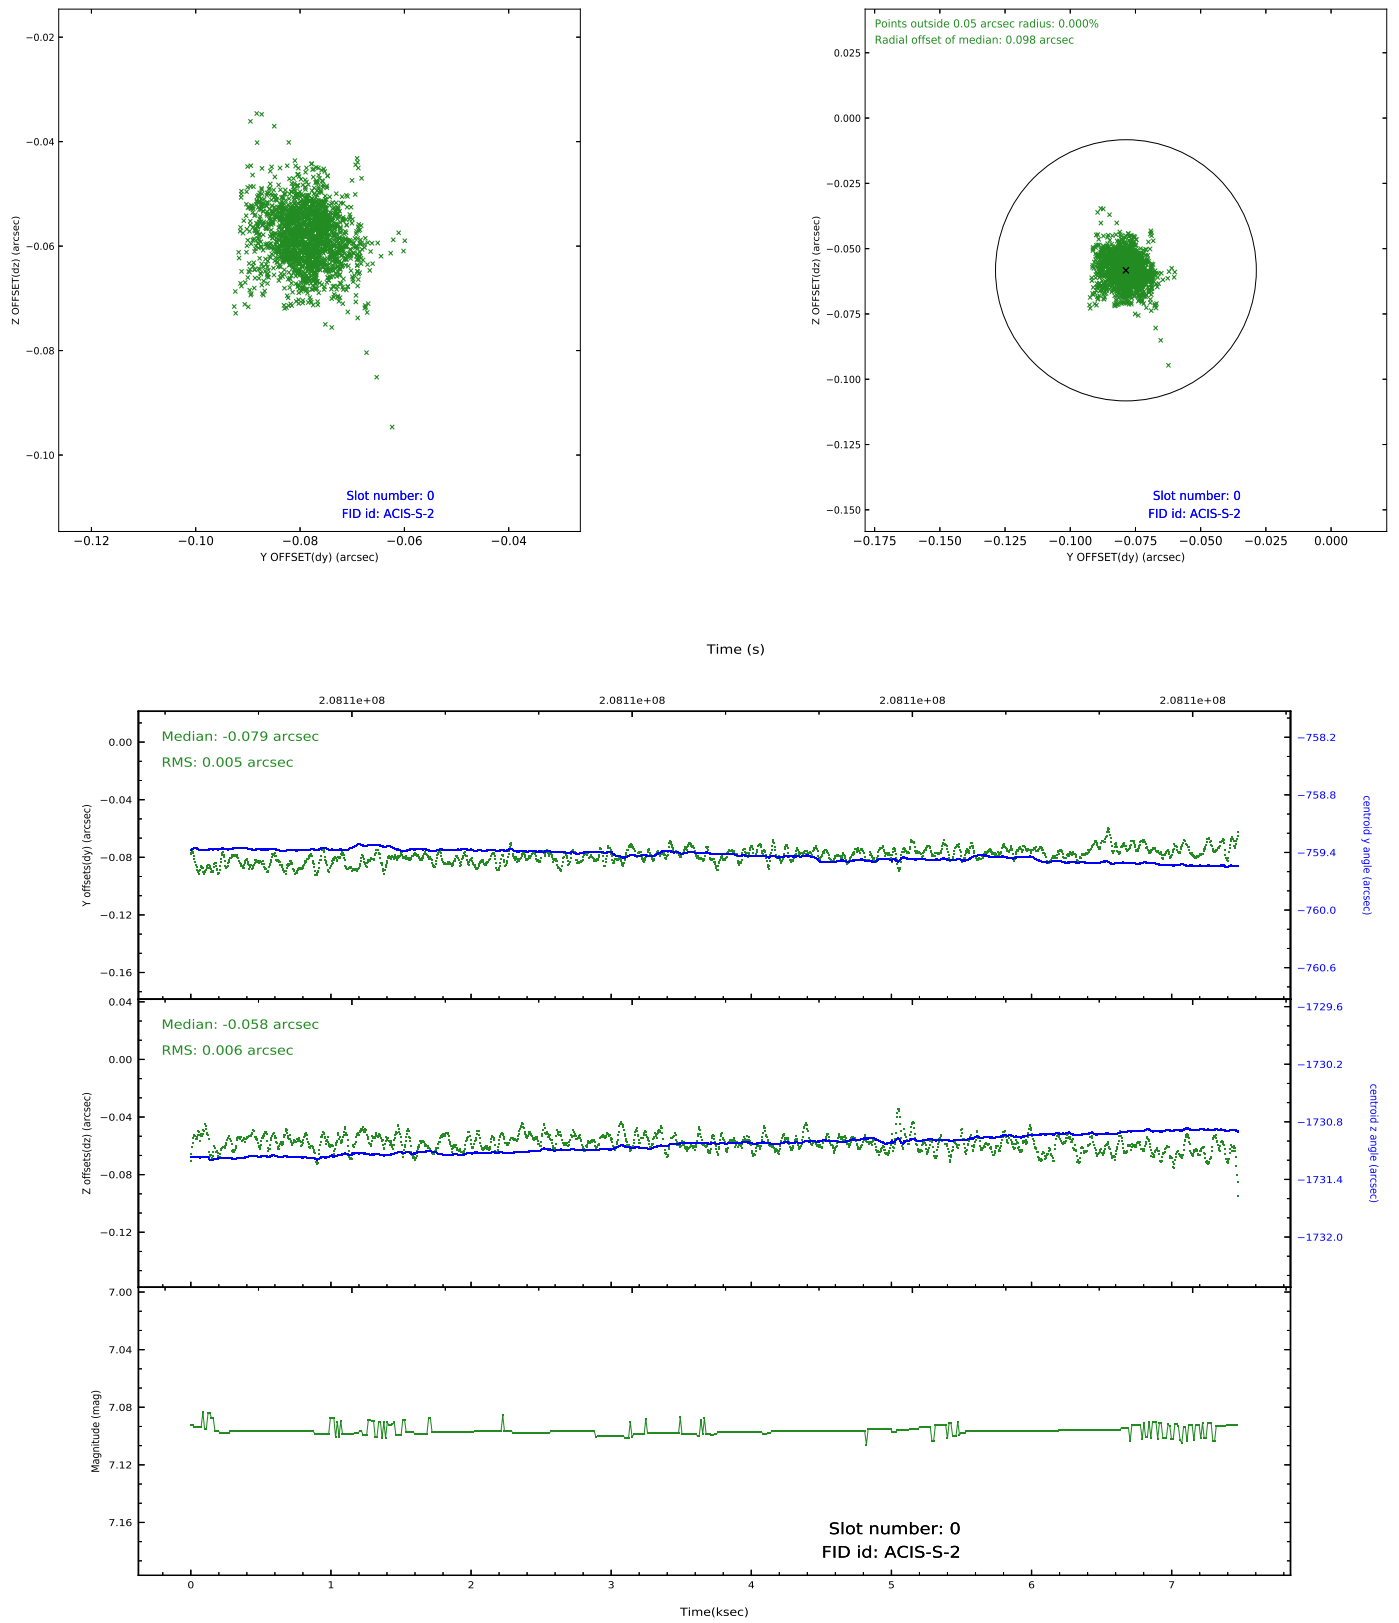 −0.02
−0.04
−0.06
−0.08
−0.10
Z OFFSET(dz) (arcsec)
Slot number: 0
FID id: ACIS-S-2
−0.12 −0.10 −0.08 −0.06 −0.04
Y OFFSET(dy) (arcsec)
Points outside 0.05 arcsec radius: 0.000%
Radial offset of median: 0.098 arcsec
0.025
0.000
−0.025
−0.050
−0.075
−0.100
−0.125
−0.150
Z OFFSET(dz) (arcsec)
Slot number: 0
FID id: ACIS-S-2
−0.175 −0.150 −0.125 −0.100 −0.075 −0.050 −0.025 0.000
Y OFFSET(dy) (arcsec)
Time (s)
2.0811e+08 2.0811e+08 2.0811e+08 2.0811e+08
Median: -0.079 arcsec
RMS: 0.005 arcsec
0.00
−0.04
−0.08
−0.12
−0.16
Y offsets(dy) (arcsec)
−758.2
−758.8
−759.4
−760.0
−760.6
centroid y angle (arcsec)
Median: -0.058 arcsec
RMS: 0.006 arcsec
0.04
0.00
−0.04
−0.08
−0.12
Z offsets(dz) (arcsec)
−1729.6
−1730.2
−1730.8
−1731.4
−1732.0
centroid z angle (arcsec)
7.00
7.04
7.08
7.12
7.16
Magnitude (mag)
Slot number: 0
FID id: ACIS-S-2
0 1 2 3 4 5 6 7
Time(ksec)